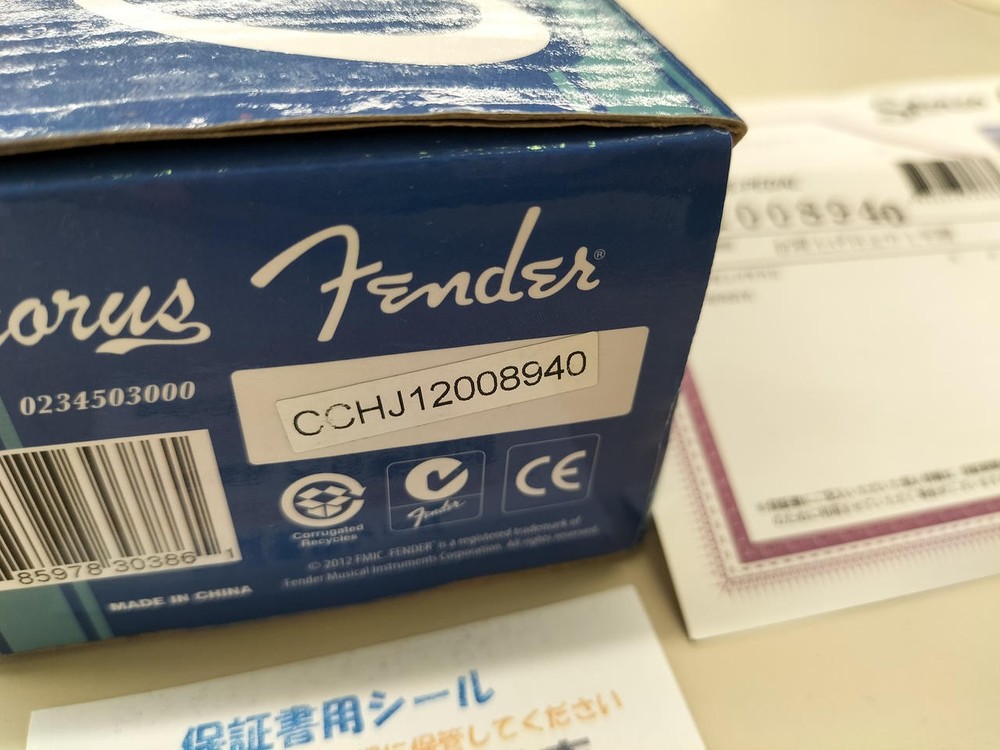 orus
Fender®
0234503000
CCHJ12008940
Corrugated
Recycles
Fender
CE
© 2012 FMIC. FENDER® is a registered trademark of
Fender Musical Instruments Corporation. All rights reserved.
85978 30386 1
MADE IN CHINA
008940
保証書用シール
に保管してください